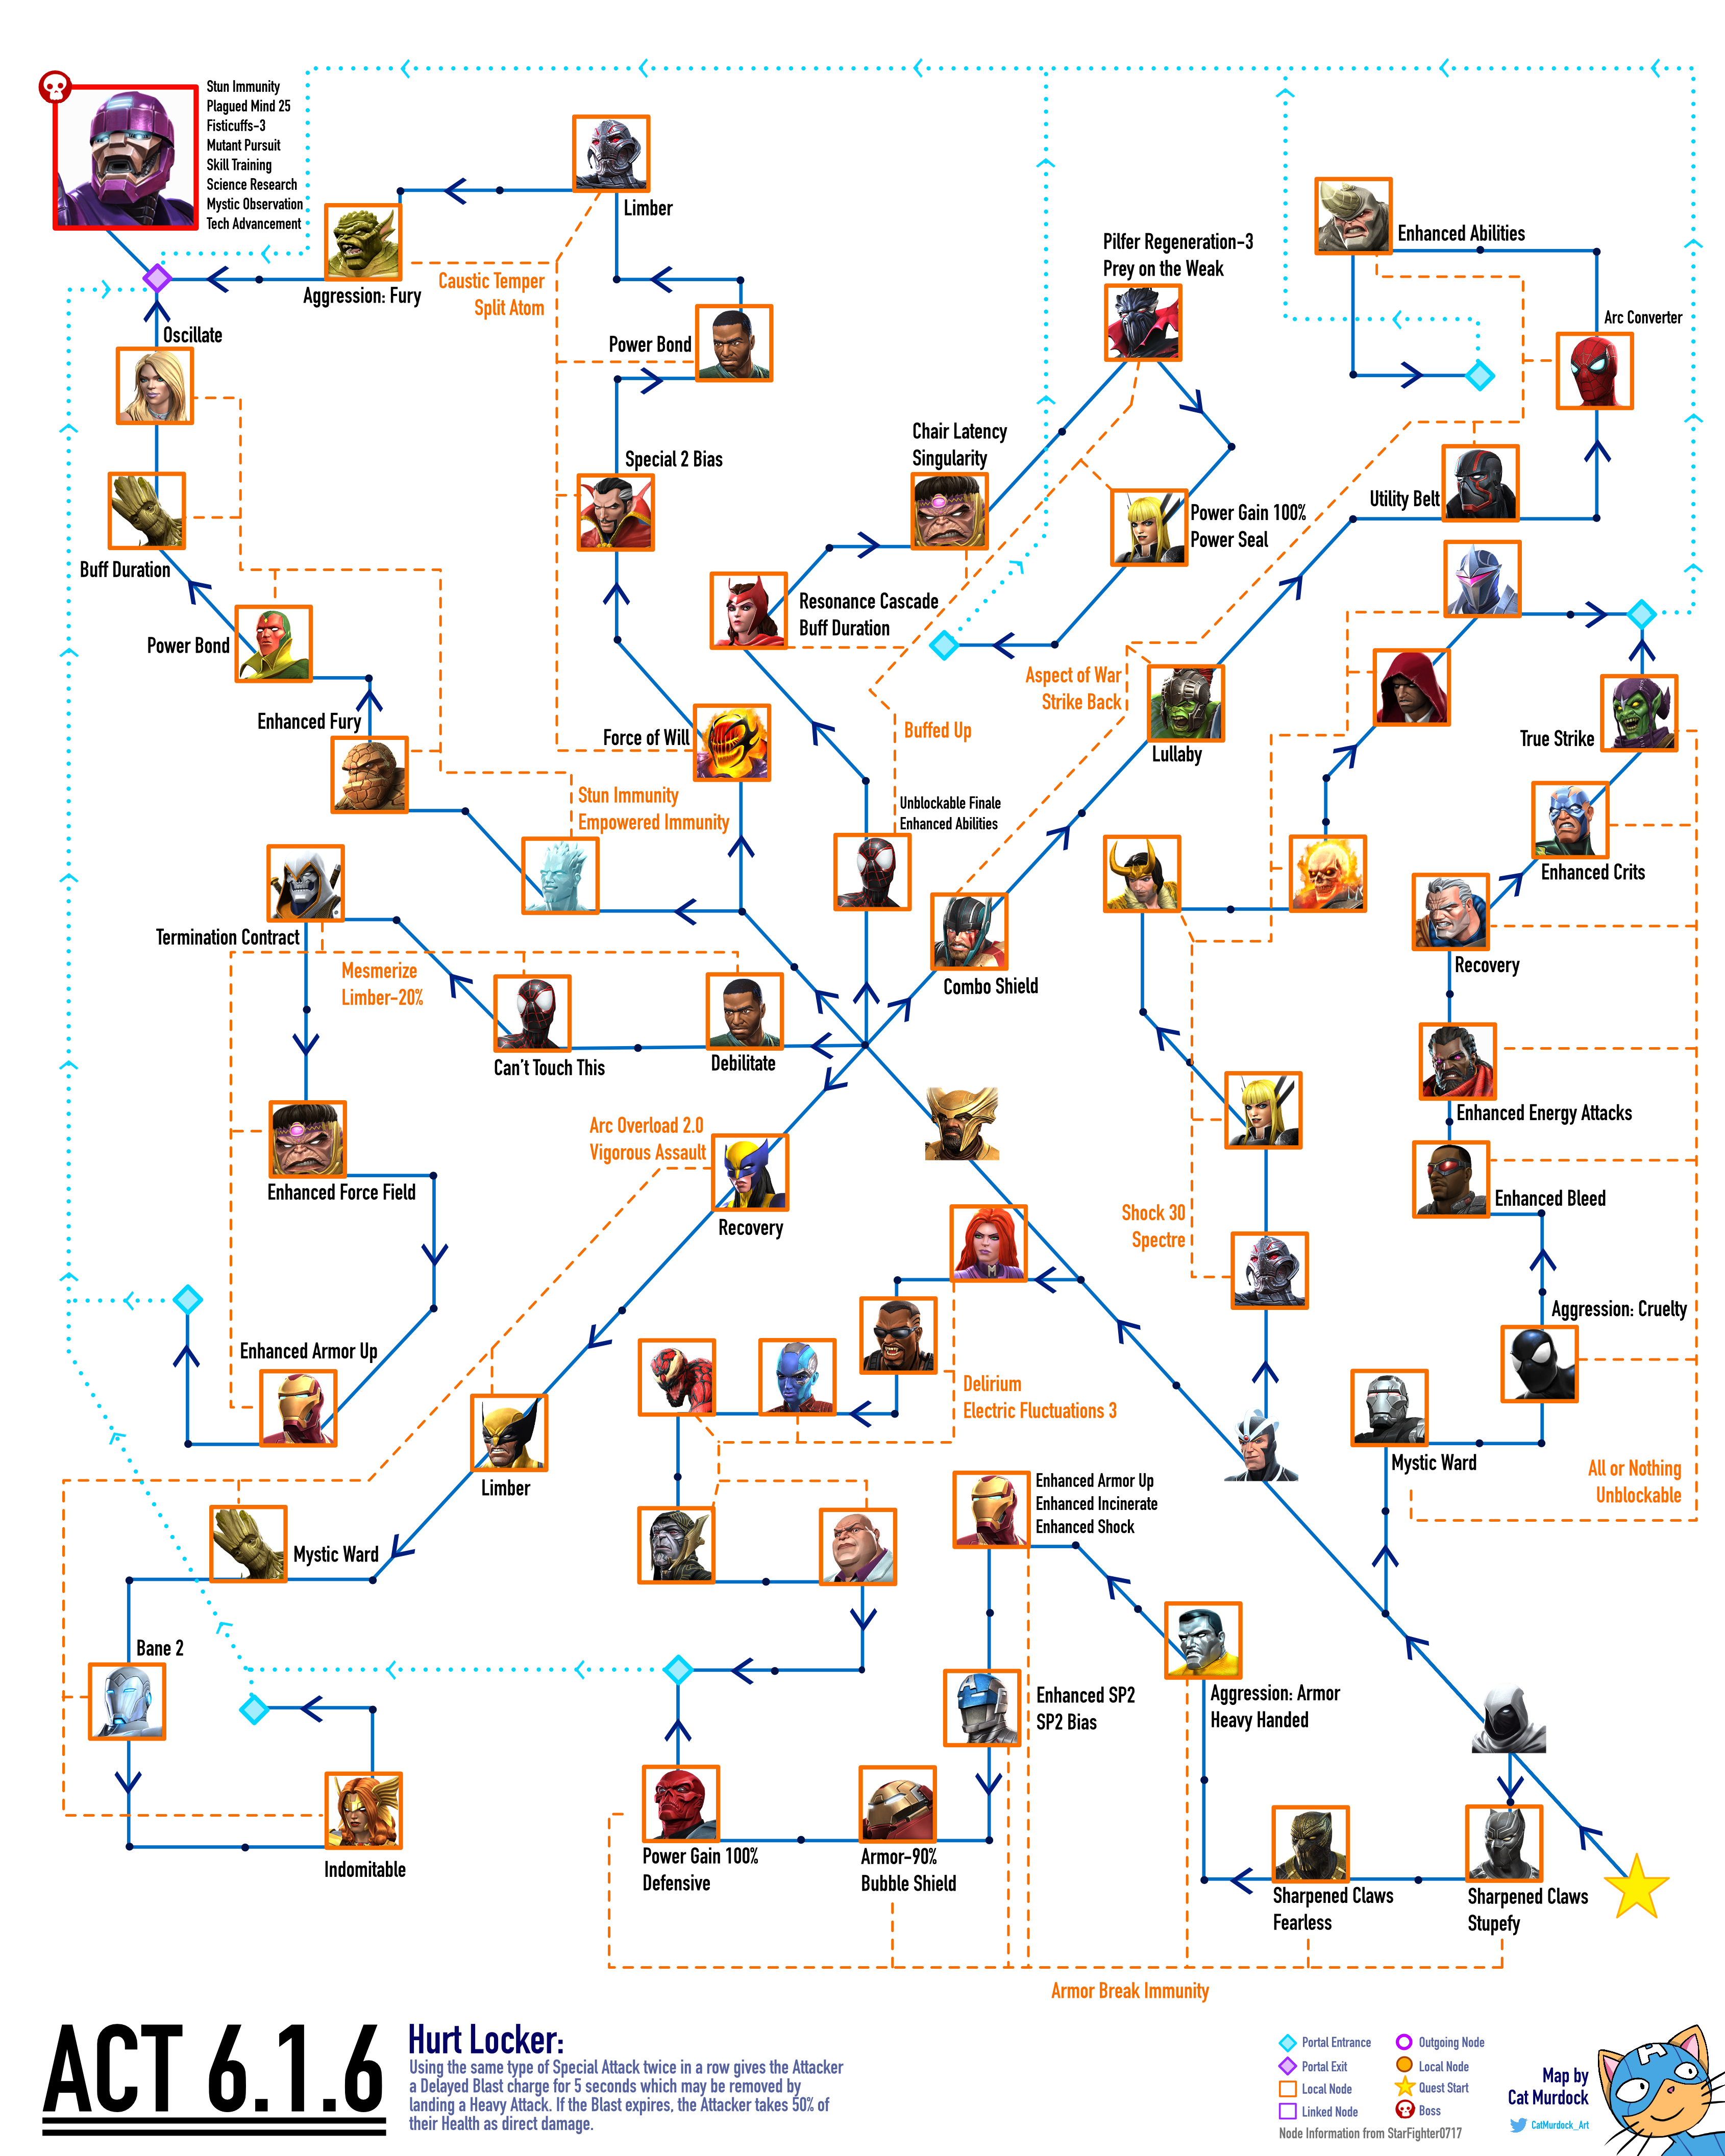 Stun Immunity
Plagued Mind 25
Fisticuffs-3
Mutant Pursuit
Skill Training
Science Research
Mystic Observation
Tech Advancement
Limber
Aggression: Fury
Caustic Temper
Split Atom
Oscillate
Power Bond
Pilfer Regeneration-3
Prey on the Weak
Enhanced Abilities
Arc Converter
Special 2 Bias
Chair Latency
Singularity
Power Gain 100%
Power Seal
Utility Belt
Buff Duration
Resonance Cascade
Buff Duration
Power Bond
Aspect of War
Strike Back
Enhanced Fury
Force of Will
Buffed Up
Lullaby
True Strike
Stun Immunity
Empowered Immunity
Unblockable Finale
Enhanced Abilities
Enhanced Crits
Termination Contract
Recovery
Mesmerize
Limber-20%
Combo Shield
Can't Touch This
Debilitate
Enhanced Energy Attacks
Arc Overload 2.0
Vigorous Assault
Enhanced Force Field
Recovery
Enhanced Bleed
Shock 30
Spectre
Aggression: Cruelty
Enhanced Armor Up
Delirium
Electric Fluctuations 3
Mystic Ward
All or Nothing
Unblockable
Limber
Enhanced Armor Up
Enhanced Incinerate
Enhanced Shock
Mystic Ward
Bane 2
Enhanced SP2
SP2 Bias
Aggression: Armor
Heavy Handed
Indomitable
Power Gain 100%
Defensive
Armor-90%
Bubble Shield
Sharpened Claws
Fearless
Sharpened Claws
Stupefy
Armor Break Immunity
ACT 6.1.6
Hurt Locker:
Using the same type of Special Attack twice in a row gives the Attacker
a Delayed Blast charge for 5 seconds which may be removed by
landing a Heavy Attack. If the Blast expires, the Attacker takes 50% of
their Health as direct damage.
Portal Entrance
Outgoing Node
Portal Exit
Local Node
Local Node
Quest Start
Linked Node
Boss
Node Information from StarFighter0717
Map by
Cat Murdock
CatMurdock_Art
A